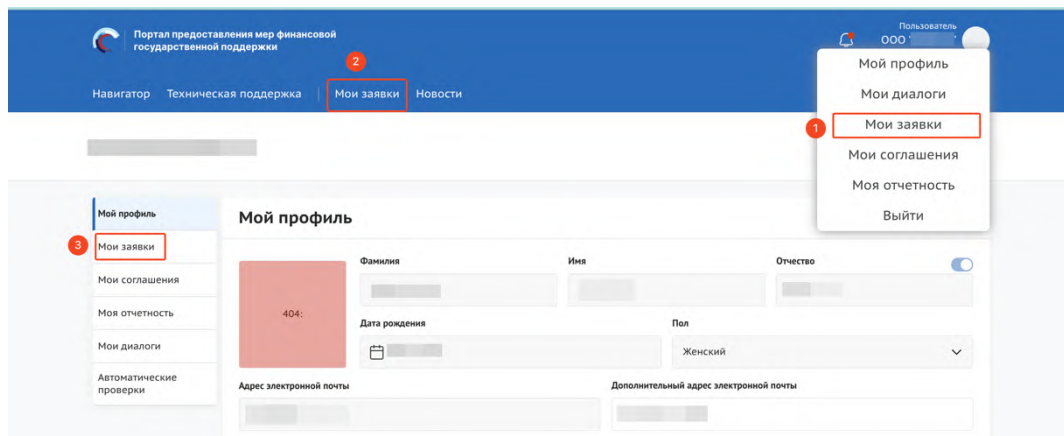 Портал предоставления мер финансовой
государственной поддержки
Пользователь
ООО "
2
Навигатор Техническая поддержка Мои заявки Новости
Мой профиль
Мои диалоги
1 Мои заявки
Мои соглашения
Моя отчетность
Выйти
Мой профиль
3 Мои заявки
Мои соглашения
Моя отчетность
Мои диалоги
Автоматические
проверки
Мой профиль
404:
Фамилия Имя Отчество
Дата рождения Пол
Женский
Адрес электронной почты Дополнительный адрес электронной почты